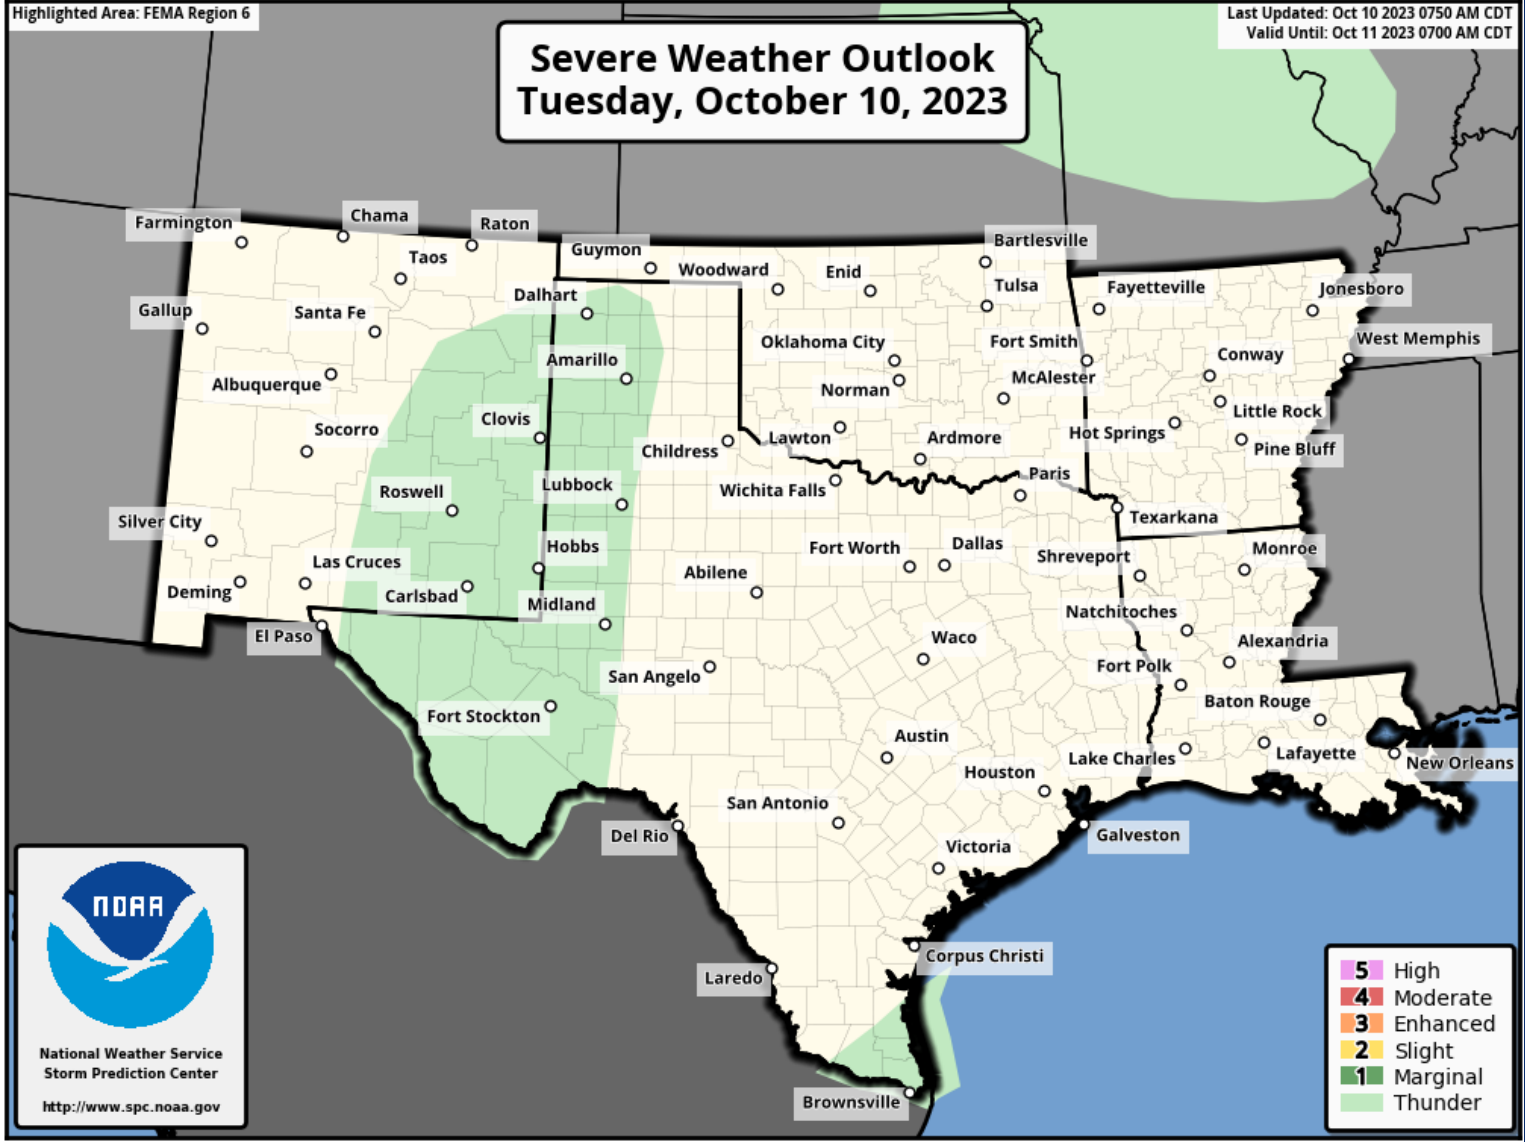 Highlighted Area: FEMA Region 6
Last Updated: Oct 10 2023 0750 AM CDT
Valid Until: Oct 11 2023 0700 AM CDT
Severe Weather Outlook
Tuesday, October 10, 2023
Farmington
Chama
Raton
Taos
Guymon
Woodward
Enid
Bartlesville
Tulsa
Fayetteville
Jonesboro
Gallup
Santa Fe
Dalhart
Amarillo
Oklahoma City
Fort Smith
West Memphis
Conway
Albuquerque
Norman
McAlester
Socorro
Clovis
Childress
Lawton
Ardmore
Hot Springs
Little Rock
Pine Bluff
Roswell
Lubbock
Wichita Falls
Paris
Texarkana
Silver City
Las Cruces
Hobbs
Abilene
Fort Worth
Dallas
Shreveport
Monroe
Deming
Carlsbad
Midland
Natchitoches
El Paso
San Angelo
Waco
Alexandria
Fort Polk
Fort Stockton
Austin
Baton Rouge
Houston
Lake Charles
Lafayette
New Orleans
San Antonio
Del Rio
Galveston
Victoria
Corpus Christi
Laredo
Brownsville
NOAA
National Weather Service
Storm Prediction Center
http://www.spc.noaa.gov
5 High
4 Moderate
3 Enhanced
2 Slight
1 Marginal
Thunder